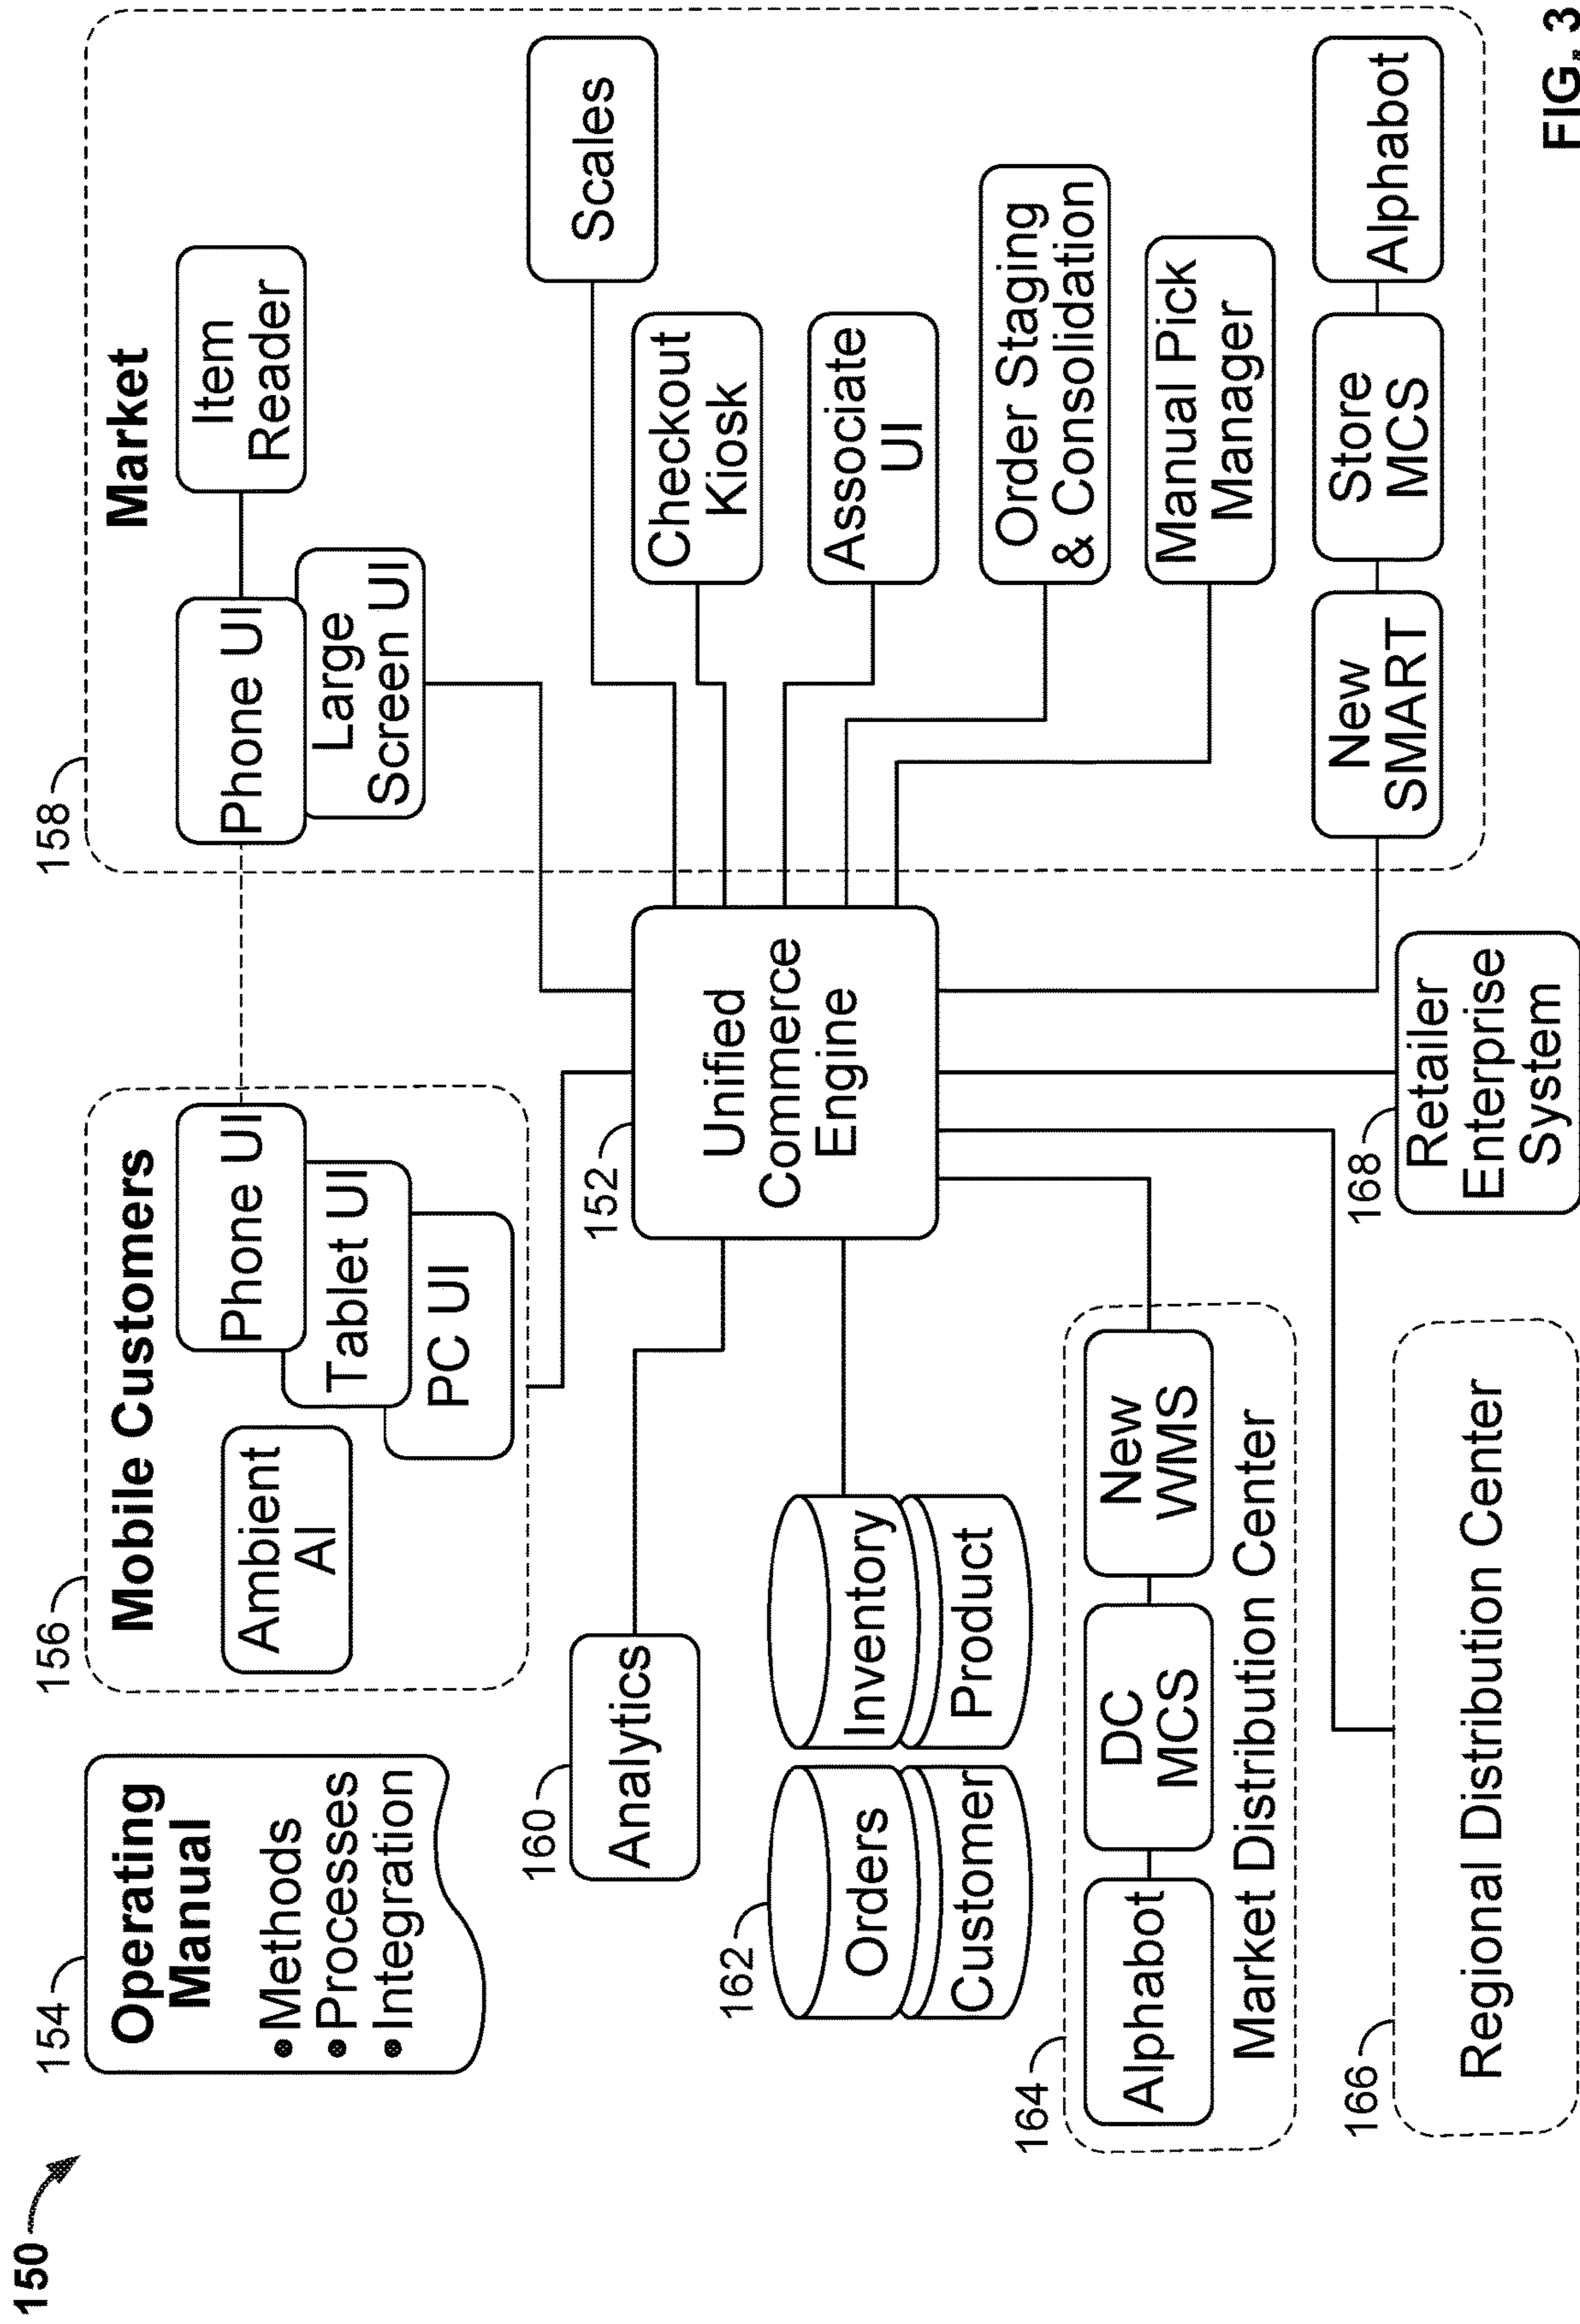 150
154
Operating
Manual
• Methods
• Processes
• Integration
156
Mobile Customers
Ambient
AI
Phone UI
Tablet UI
PC UI
158
Market
Phone UI
Large
Screen UI
Item
Reader
Scales
Checkout
Kiosk
Associate
UI
Order Staging
& Consolidation
Manual Pick
Manager
New
SMART
Store
MCS
Alphabot
152
Unified
Commerce
Engine
160
Analytics
162
Orders
Customer
Inventory
Product
164
Alphabot
DC
MCS
New
WMS
Market Distribution Center
166
Regional Distribution Center
168
Retailer
Enterprise
System
FIG. 3